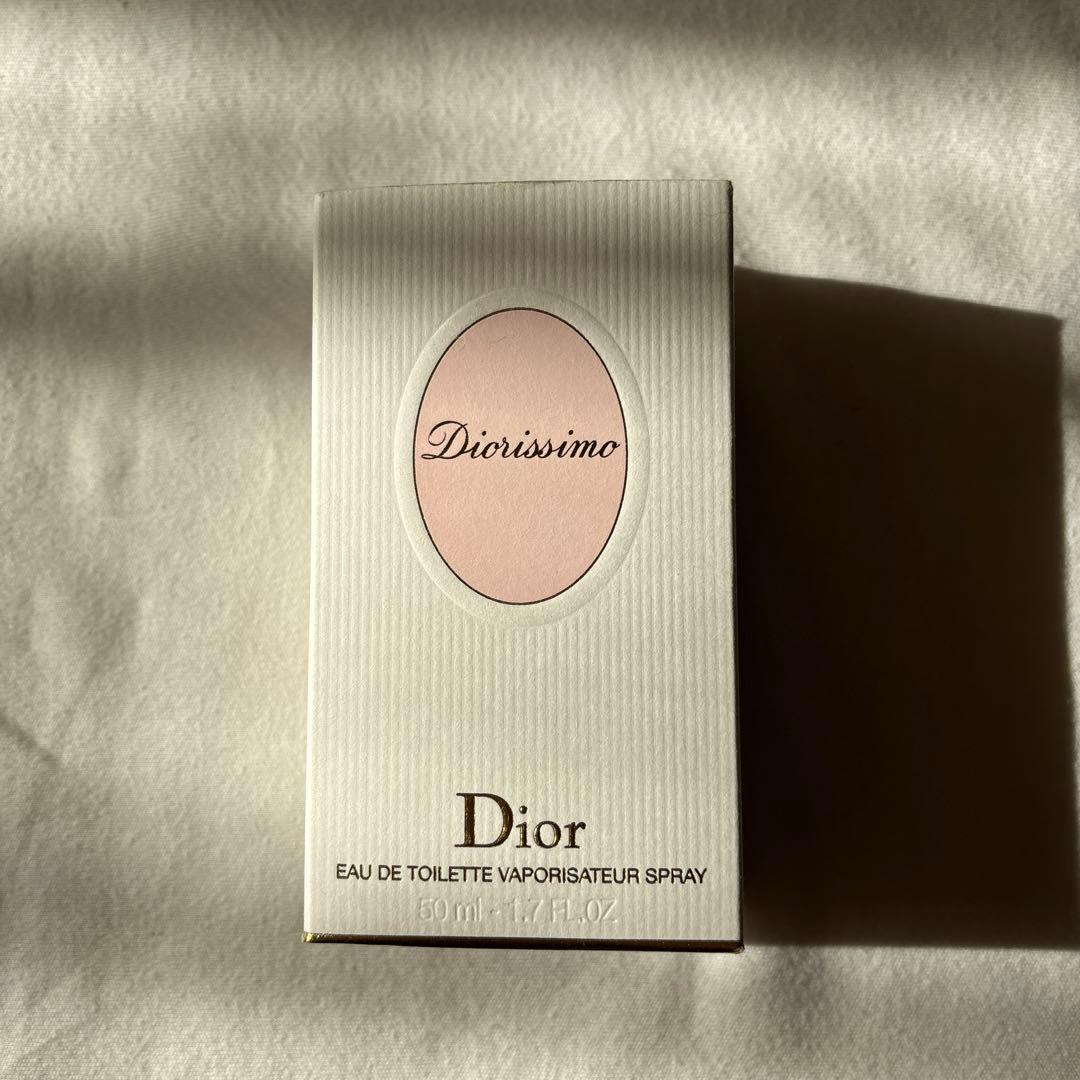 Diorissimo
Dior
EAU DE TOILETTE VAPORISATEUR SPRAY
50 ml - 1.7 FL.OZ